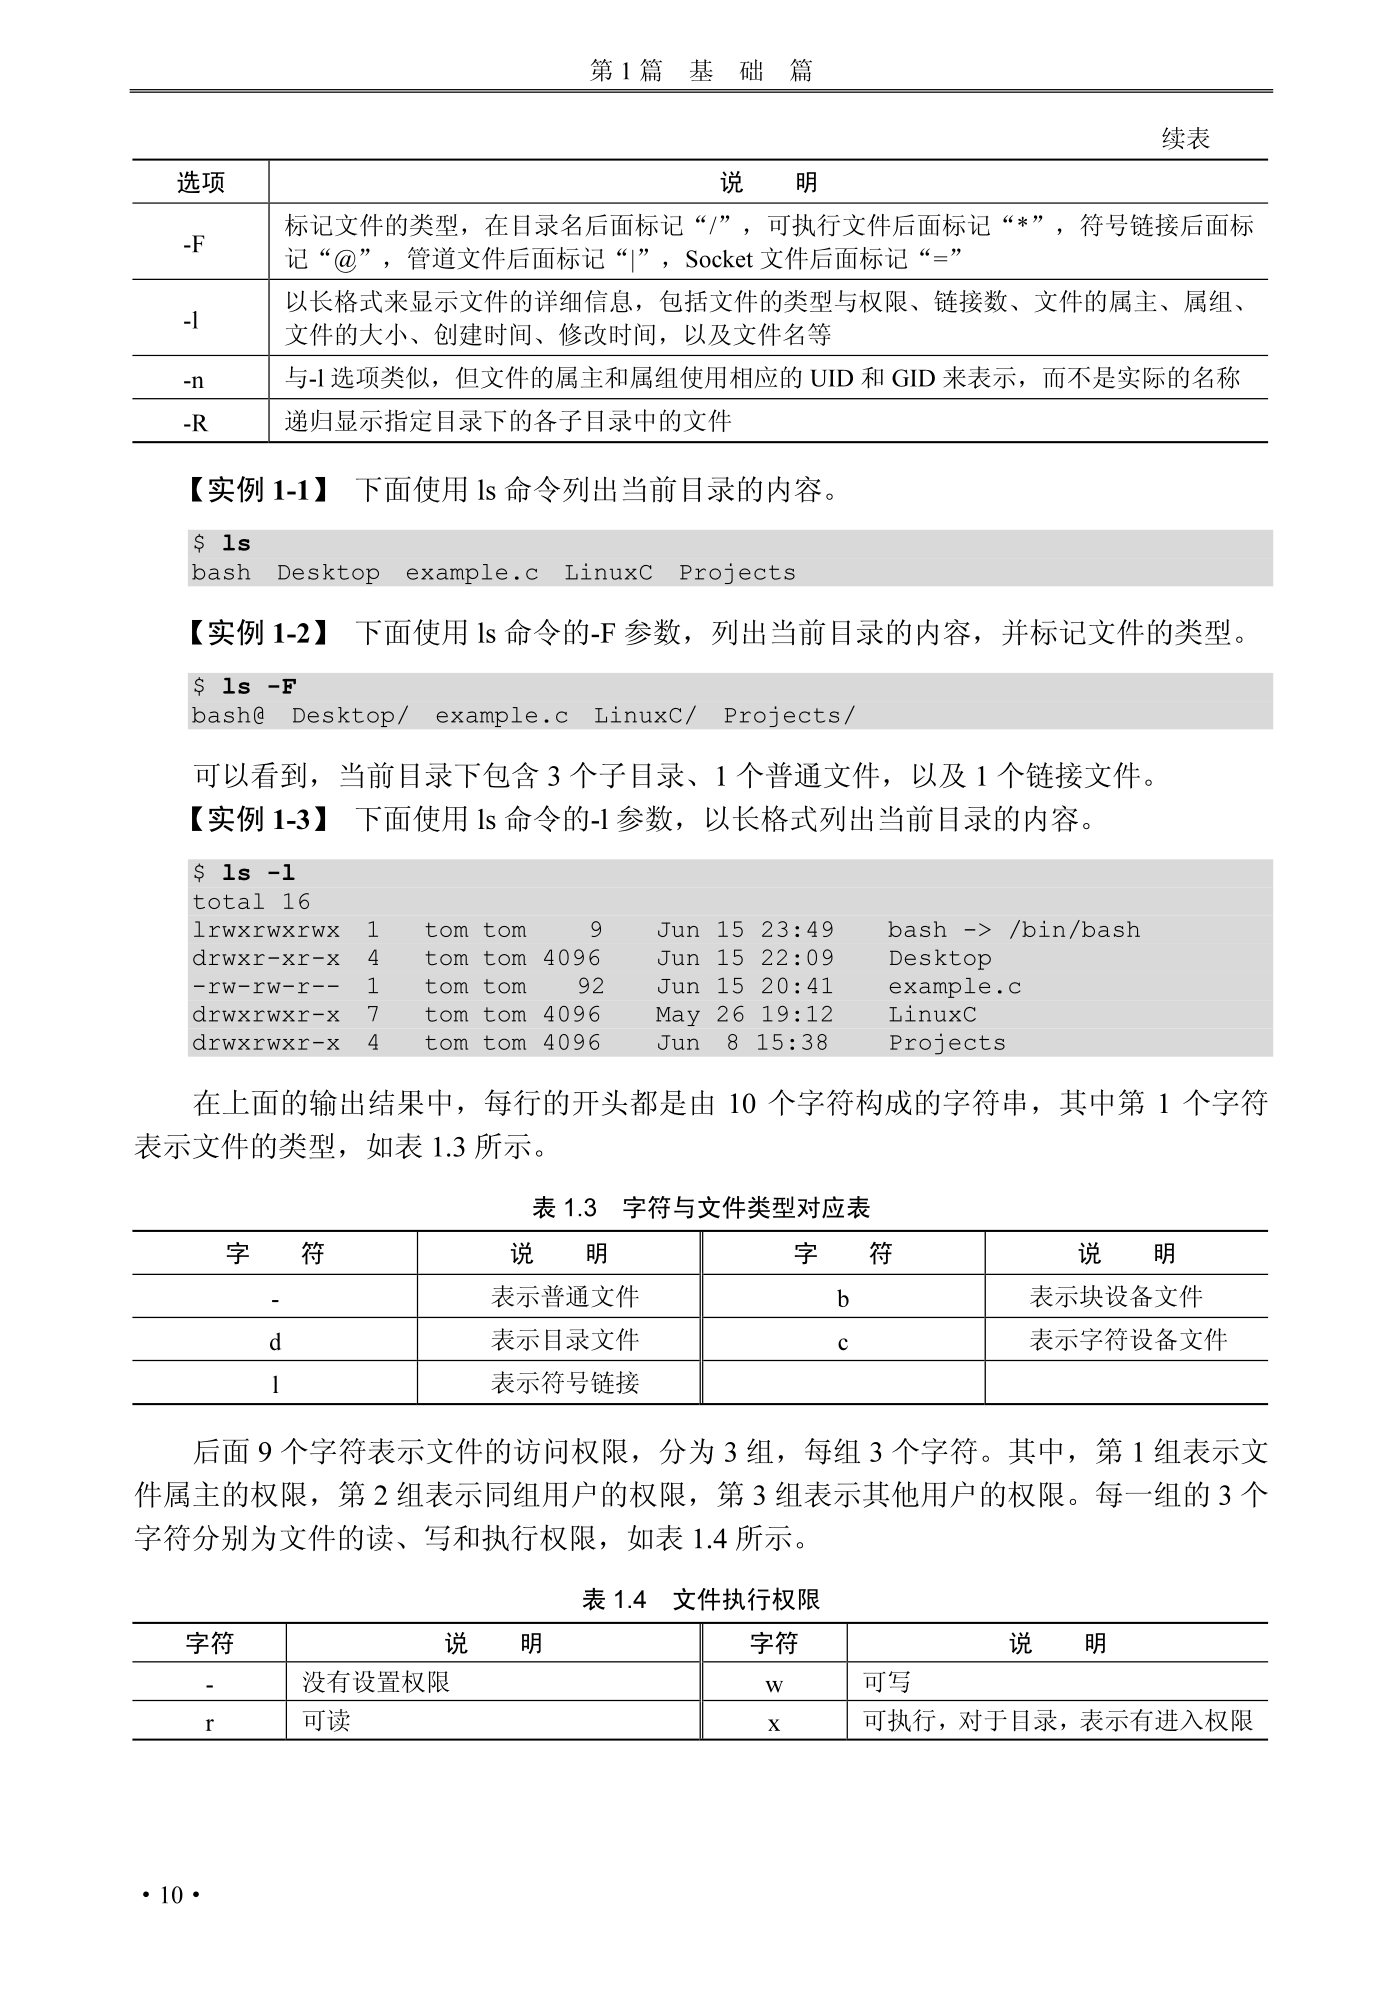 第 1 篇 基 础 篇
续表
选项 说 明
-F 标记文件的类型，在目录名后面标记“/”，可执行文件后面标记“*”，符号链接后面标
记“@”，管道文件后面标记“|”，Socket 文件后面标记“=”
-l 以长格式来显示文件的详细信息，包括文件的类型与权限、链接数、文件的属主、属组、
文件的大小、创建时间、修改时间，以及文件名等
-n 与-l 选项类似，但文件的属主和属组使用相应的 UID 和 GID 来表示，而不是实际的名称
-R 递归显示指定目录下的各子目录中的文件
【实例 1-1】 下面使用 ls 命令列出当前目录的内容。
$ ls
bash Desktop example.c LinuxC Projects
【实例 1-2】 下面使用 ls 命令的-F 参数，列出当前目录的内容，并标记文件的类型。
$ ls -F
bash@ Desktop/ example.c LinuxC/ Projects/
可以看到，当前目录下包含 3 个子目录、1 个普通文件，以及 1 个链接文件。
【实例 1-3】 下面使用 ls 命令的-l 参数，以长格式列出当前目录的内容。
$ ls -l
total 16
lrwxrwxrwx 1 tom tom 9 Jun 15 23:49 bash -> /bin/bash
drwxr-xr-x 4 tom tom 4096 Jun 15 22:09 Desktop
-rw-rw-r-- 1 tom tom 92 Jun 15 20:41 example.c
drwxrwxr-x 7 tom tom 4096 May 26 19:12 LinuxC
drwxrwxr-x 4 tom tom 4096 Jun 8 15:38 Projects
在上面的输出结果中，每行的开头都是由 10 个字符构成的字符串，其中第 1 个字符
表示文件的类型，如表 1.3 所示。
表 1.3 字符与文件类型对应表
字 符 说 明 字 符 说 明
- 表示普通文件 b 表示块设备文件
d 表示目录文件 c 表示字符设备文件
l 表示符号链接
后面 9 个字符表示文件的访问权限，分为 3 组，每组 3 个字符。其中，第 1 组表示文
件属主的权限，第 2 组表示同组用户的权限，第 3 组表示其他用户的权限。每一组的 3 个
字符分别为文件的读、写和执行权限，如表 1.4 所示。
表 1.4 文件执行权限
字符 说 明 字符 说 明
- 没有设置权限 w 可写
r 可读 x 可执行，对于目录，表示有进入权限
·10·